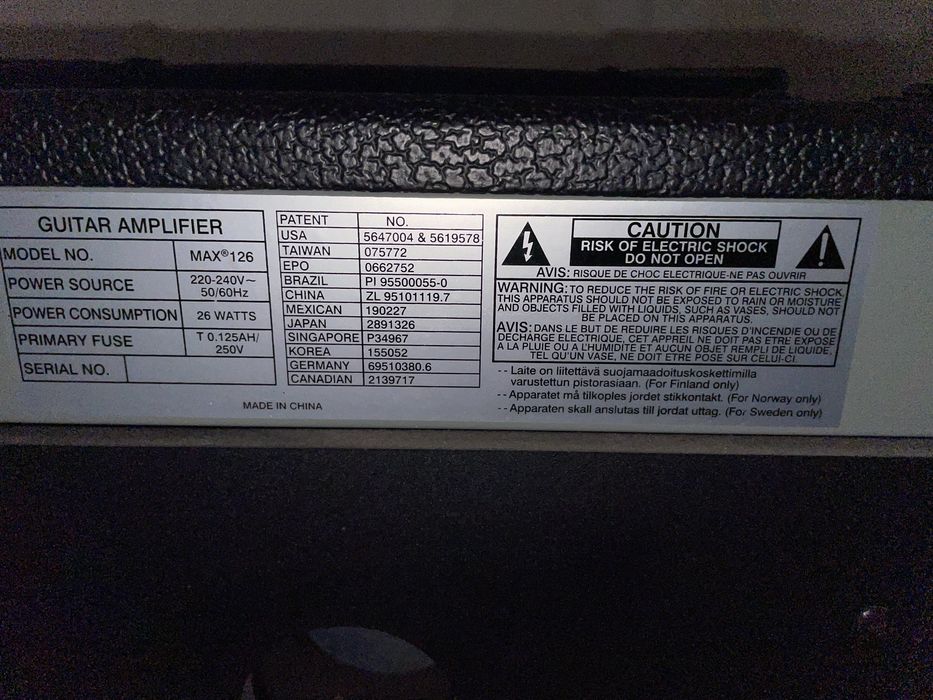 GUITAR AMPLIFIER
MODEL NO. MAX®126
POWER SOURCE 220-240V~ 50/60Hz
POWER CONSUMPTION 26 WATTS
PRIMARY FUSE T 0.125AH/ 250V
SERIAL NO.
MADE IN CHINA
PATENT NO.
USA 5647004 & 5619578
TAIWAN 075772
EPO 0662752
BRAZIL PI 95500055-0
CHINA ZL 95101119.7
MEXICAN 190227
JAPAN 2891326
SINGAPORE P34967
KOREA 155052
GERMANY 69510380.6
CANADIAN 2139717
CAUTION
RISK OF ELECTRIC SHOCK
DO NOT OPEN
AVIS: RISQUE DE CHOC ELECTRIQUE-NE PAS OUVRIR
WARNING: TO REDUCE THE RISK OF FIRE OR ELECTRIC SHOCK,
THIS APPARATUS SHOULD NOT BE EXPOSED TO RAIN OR MOISTURE
AND OBJECTS FILLED WITH LIQUIDS, SUCH AS VASES, SHOULD NOT
BE PLACED ON THIS APPARATUS.
AVIS: DANS LE BUT DE REDUIRE LES RISQUES D'INCENDIE OU DE
DECHARGE ELECTRIQUE, CET APPREIL NE DOIT PAS ETRE EXPOSE
A LA PLUIE OU A L'HUMIDITE ET AUCUN OBJET REMPLI DE LIQUIDE,
TEL QU'UN VASE, NE DOIT ETRE POSE SUR CELUI-CI.
-- Laite on liitettävä suojamaadoituskoskettimilla
varustettun pistorasiaan. (For Finland only)
-- Apparatet må tilkoples jordet stikkontakt. (For Norway only)
-- Apparaten skall anslutas till jordat uttag. (For Sweden only)